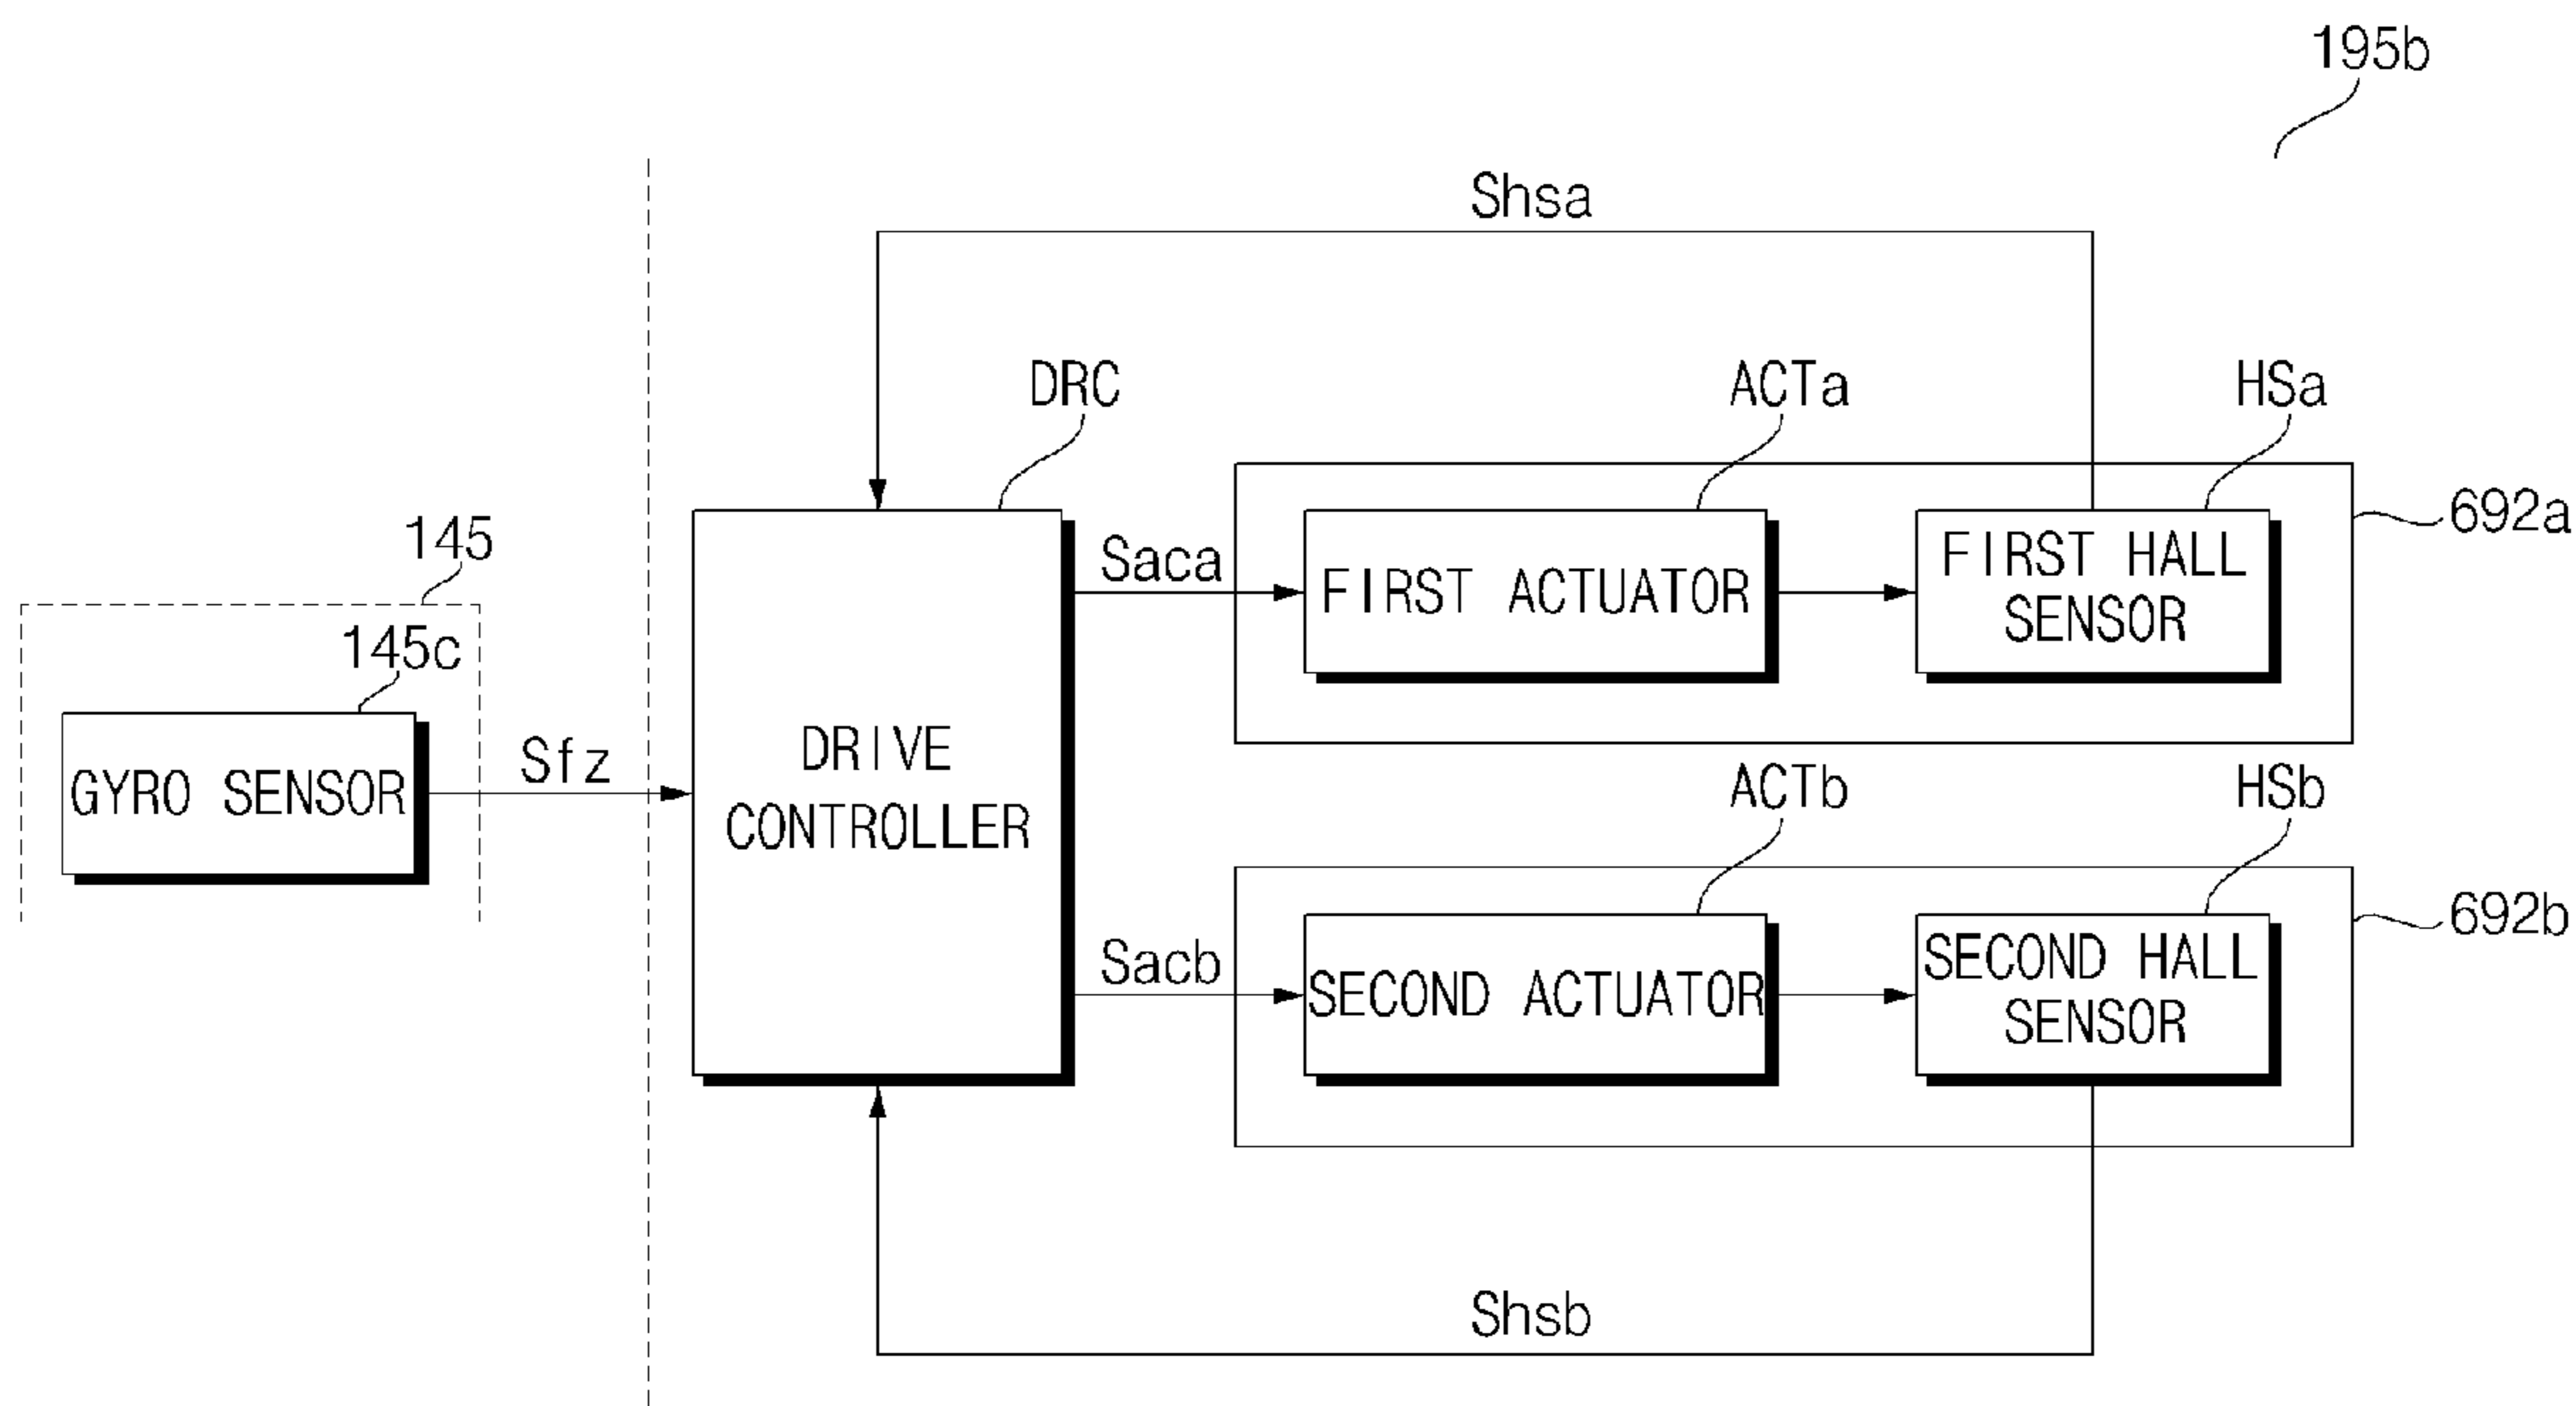 195b
Shsa
DRC
ACTa
HSa
692a
145
Saca
FIRST ACTUATOR
FIRST HALL
SENSOR
145c
GYRO SENSOR
Sfz
DRIVE
CONTROLLER
ACTb
HSb
692b
Sacb
SECOND ACTUATOR
SECOND HALL
SENSOR
Shsb